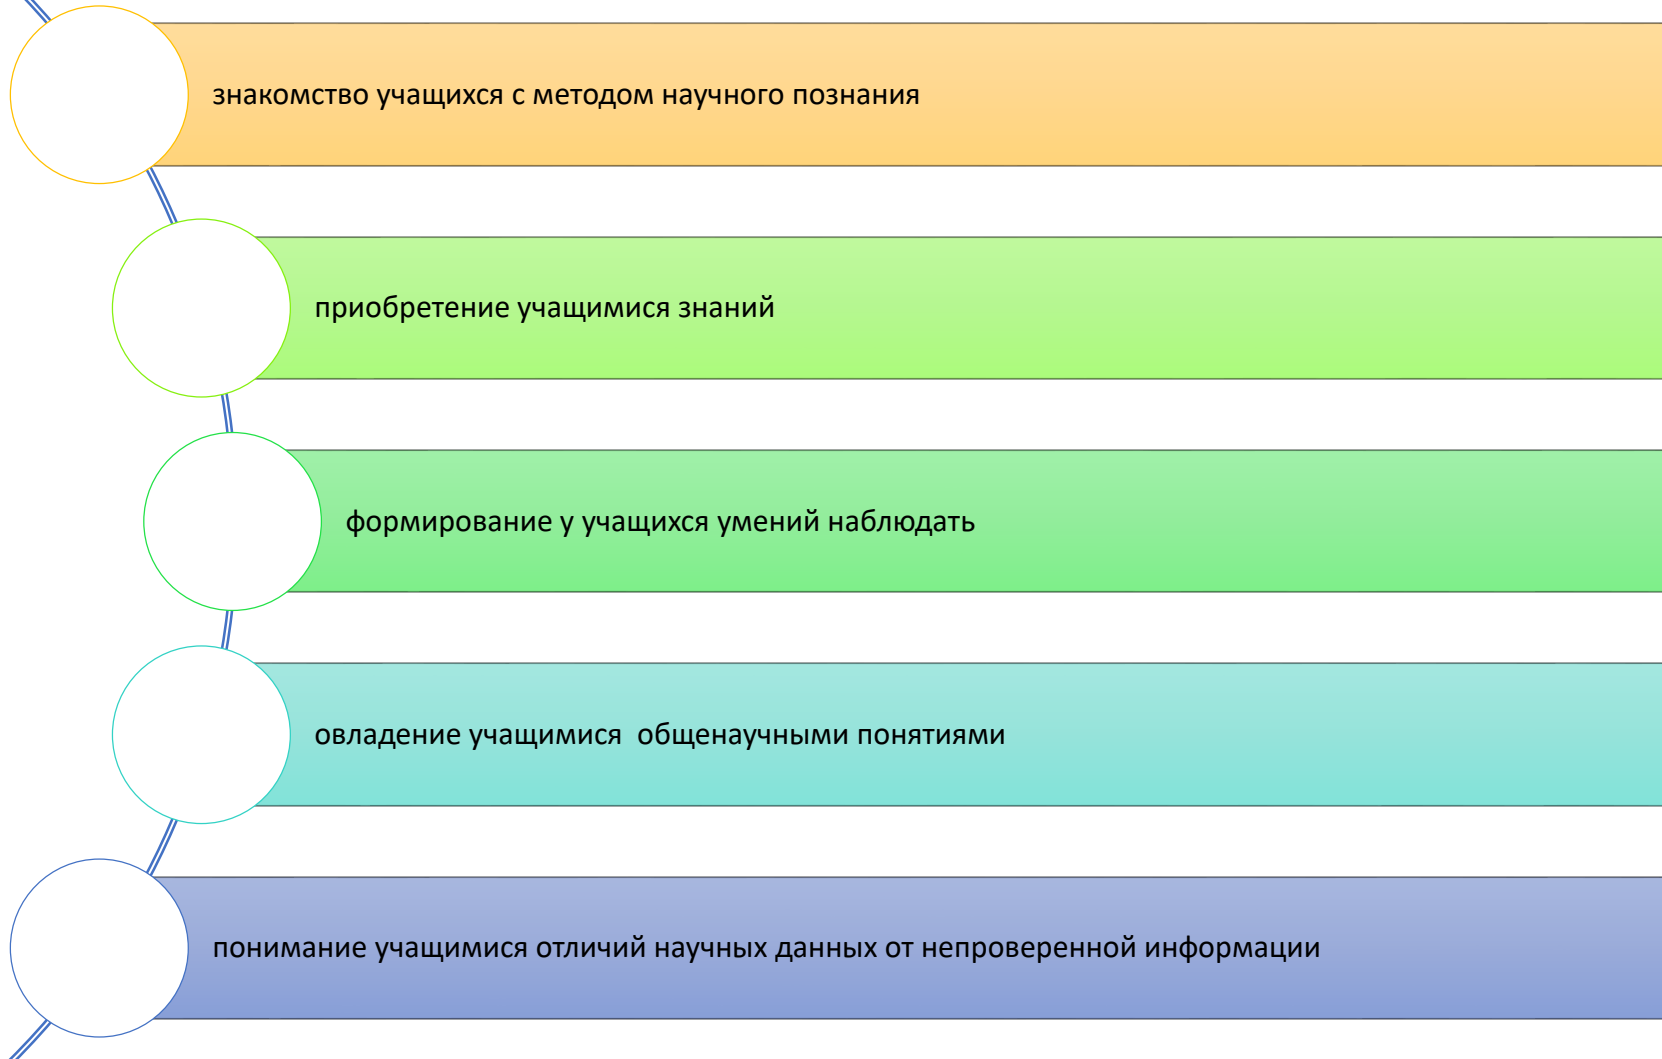 знакомство учащихся с методом научного познания
приобретение учащимися знаний
формирование у учащихся умений наблюдать
овладение учащимися  общенаучными понятиями
понимание учащимися отличий научных данных от непроверенной информации